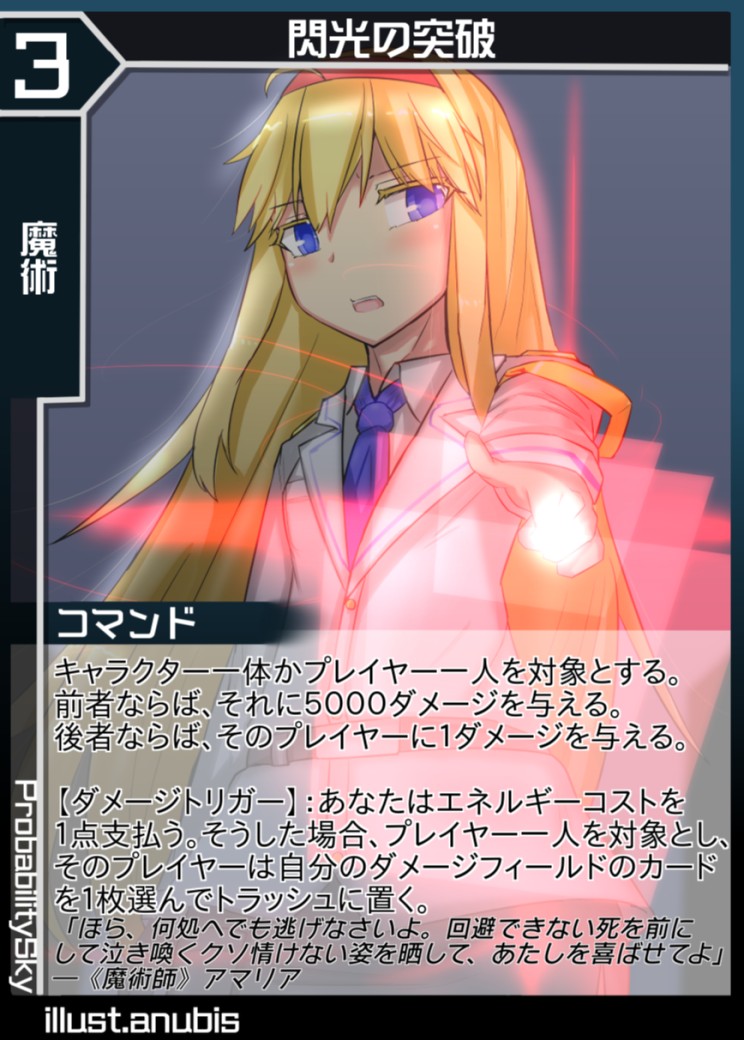 3
閃光の突破
魔術
コマンド
キャラクター一体かプレイヤー一人を対象とする。
前者ならば、それに5000ダメージを与える。
後者ならば、そのプレイヤーに1ダメージを与える。
【ダメージトリガー】:あなたはエネルギーコストを
1点支払う。そうした場合、プレイヤー一人を対象とし、
そのプレイヤーは自分のダメージフィールドのカード
を1枚選んでトラッシュに置く。
「ほら、何処へでも逃げなさいよ。回避できない死を前に
して泣き喚くクソ情けない姿を晒して、あたしを喜ばせてよ」
―《魔術師》アマリア
ProbabilitySky
illust.anubis